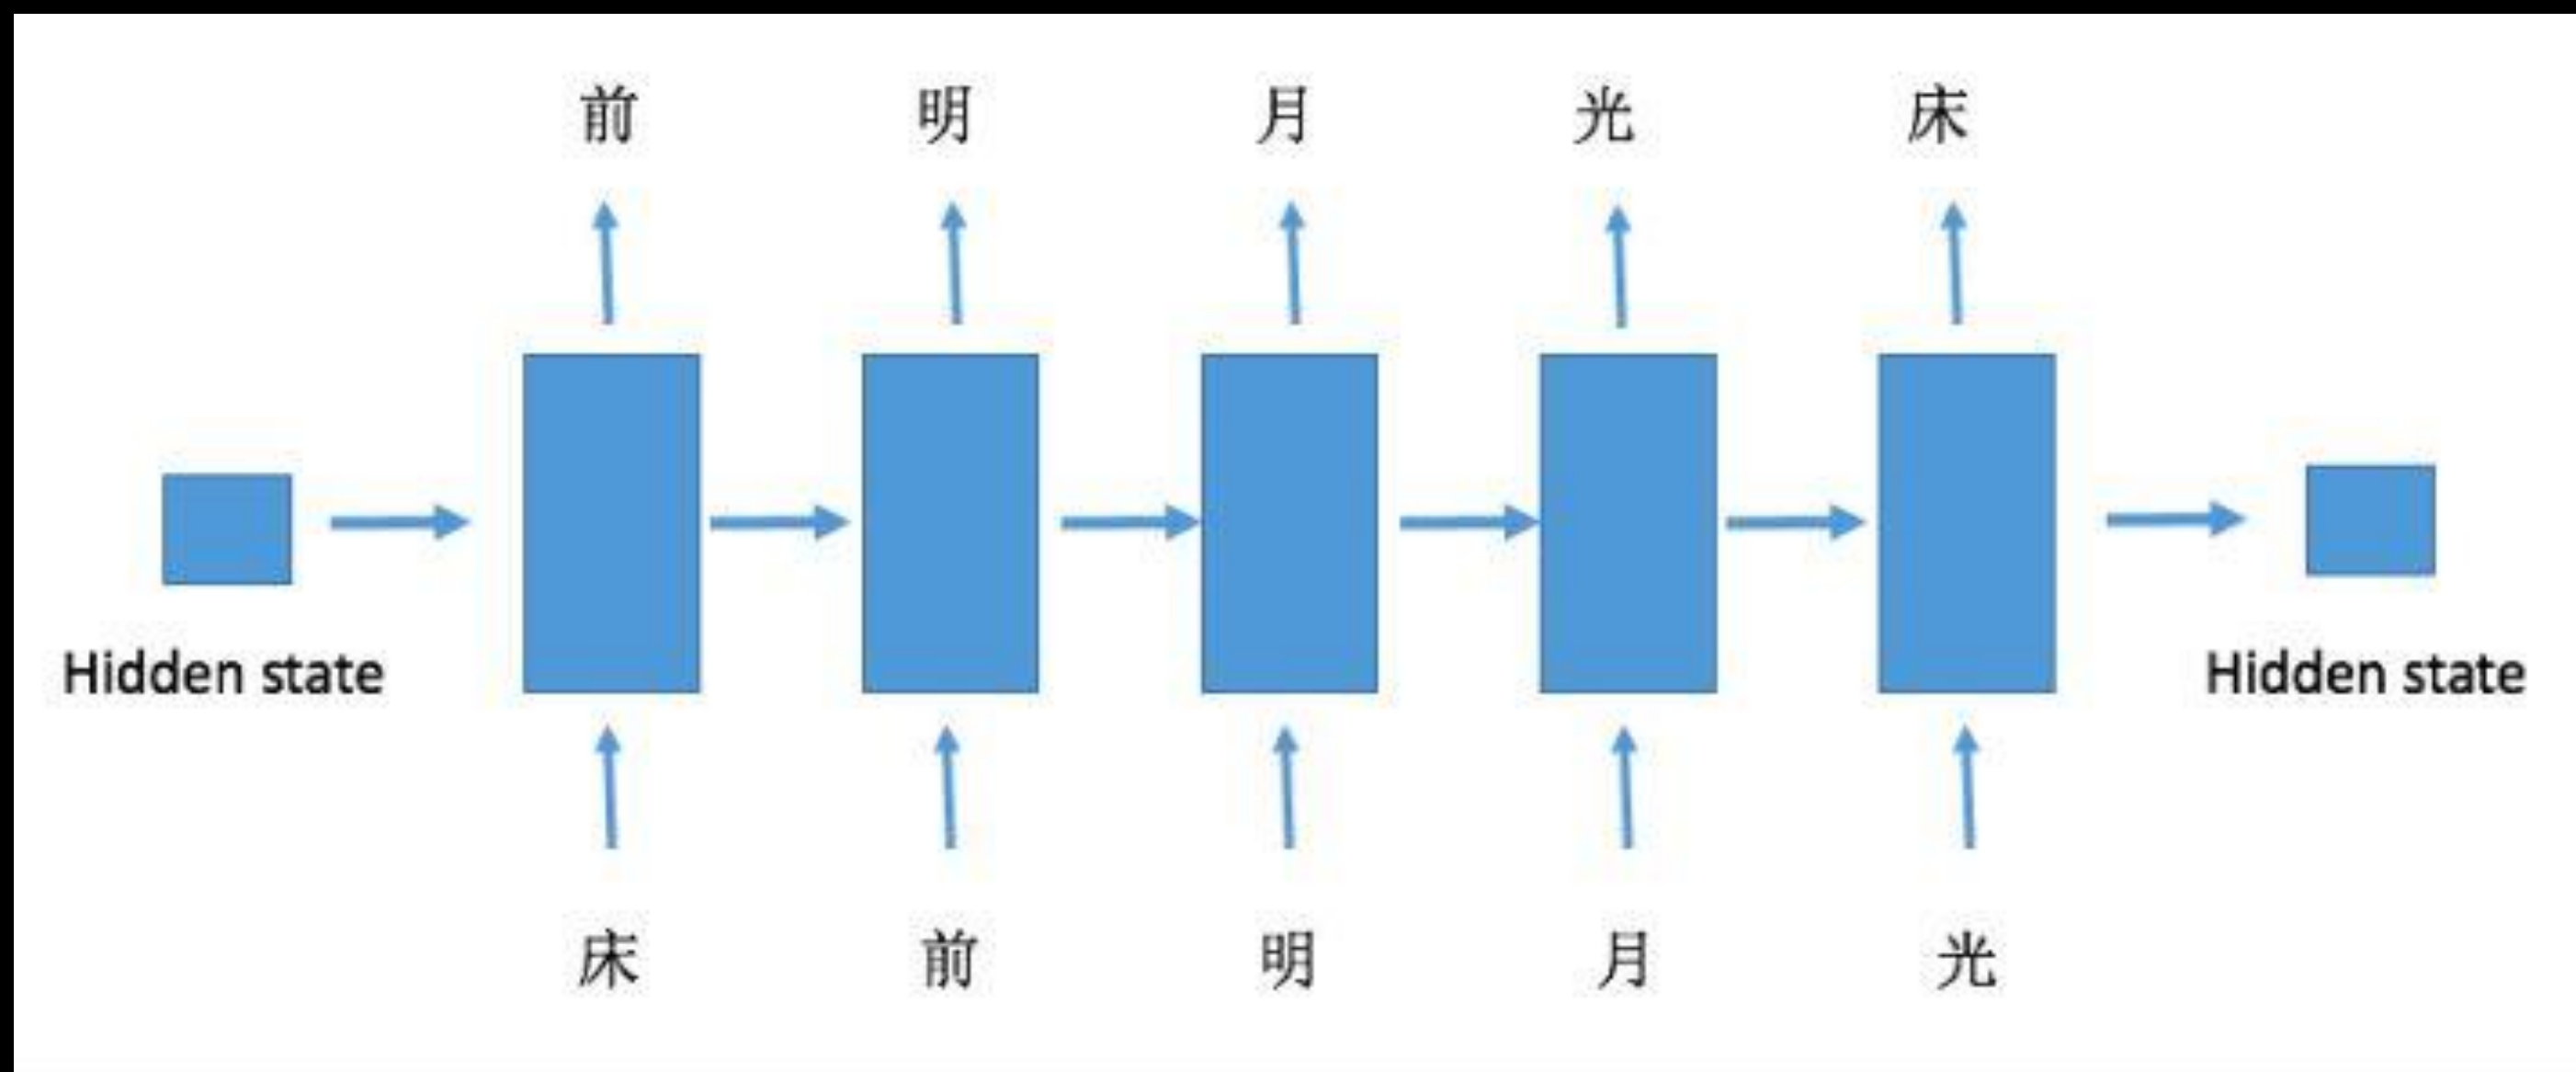 前 明 月 光 床
Hidden state Hidden state
床 前 明 月 光